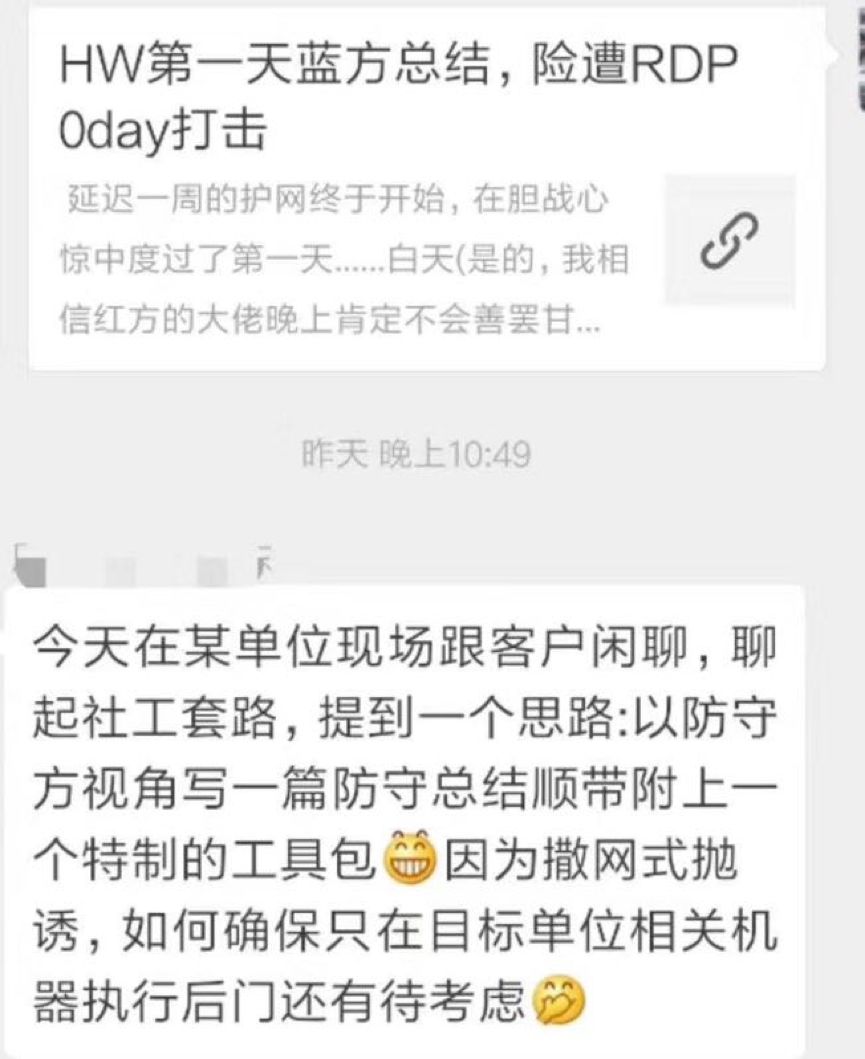 HW第一天蓝方总结，险遭RDP
0day打击
延迟一周的护网终于开始，在胆战心
惊中度过了第一天......白天(是的，我相
信红方的大佬晚上肯定不会善罢甘...
昨天 晚上10:49
今天在某单位现场跟客户闲聊，聊
起社工套路，提到一个思路:以防守
方视角写一篇防守总结顺带附上一
个特制的工具包😁因为撒网式抛
诱，如何确保只在目标单位相关机
器执行后门还有待考虑🤭